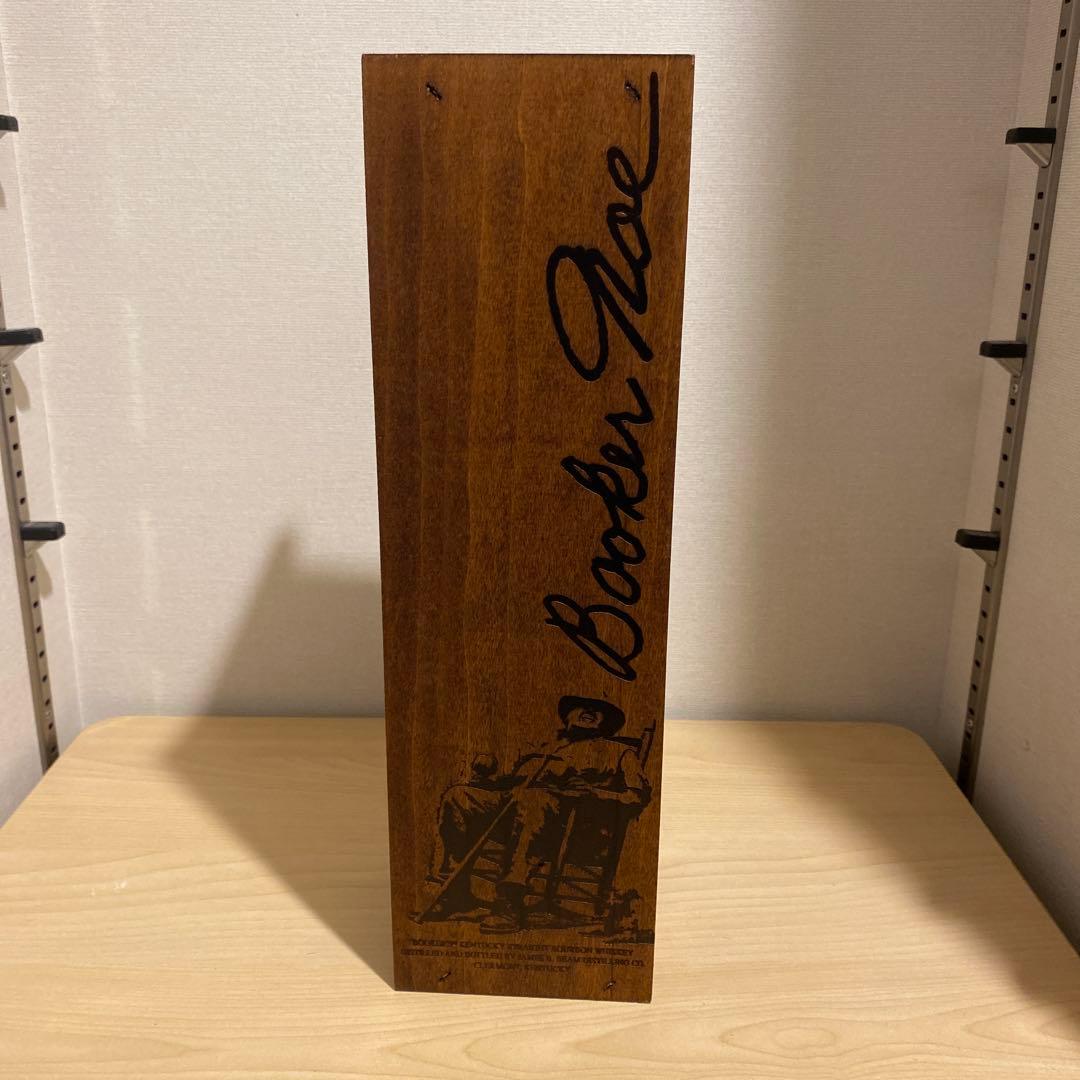 Booker Noe
"BOOKER'S" KENTUCKY STRAIGHT BOURBON WHISKEY
DISTILLED AND BOTTLED BY JAMES B. BEAM DISTILLING CO.
CLERMONT, KENTUCKY